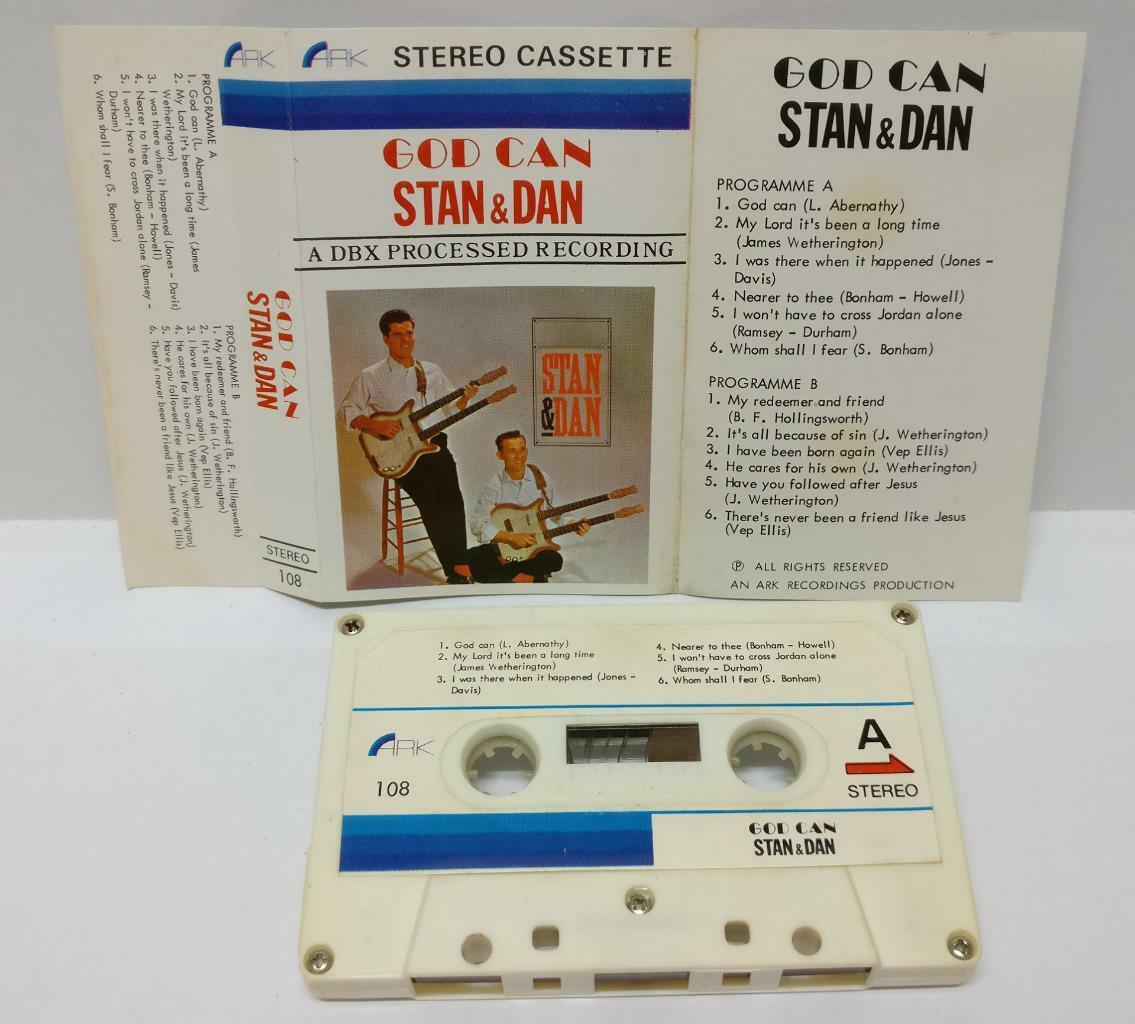 ARK
PROGRAMME A
1. God can (L. Abernathy)
2. My Lord it's been a long time (James
Wetherington)
3. I was there when it happened (Jones - Davis)
4. Nearer to thee (Bonham - Howell)
5. I won't have to cross Jordan alone (Ramsey -
Durham)
6. Whom shall I fear (S. Bonham)
PROGRAMME B
1. My redeemer and friend (B. F. Hollingsworth)
2. It's all because of sin (J. Wetherington)
3. I have been born again (Vep Ellis)
4. He cares for his own (J. Wetherington)
5. Have you followed after Jesus (J. Wetherington)
6. There's never been a friend like Jesus (Vep Ellis)
GOD CAN
STAN & DAN
STEREO
108
ARK STEREO CASSETTE
GOD CAN
STAN & DAN
A DBX PROCESSED RECORDING
STAN
& DAN
GOD CAN
STAN & DAN
PROGRAMME A
1. God can (L. Abernathy)
2. My Lord it's been a long time
(James Wetherington)
3. I was there when it happened (Jones -
Davis)
4. Nearer to thee (Bonham - Howell)
5. I won't have to cross Jordan alone
(Ramsey - Durham)
6. Whom shall I fear (S. Bonham)
PROGRAMME B
1. My redeemer and friend
(B. F. Hollingsworth)
2. It's all because of sin (J. Wetherington)
3. I have been born again (Vep Ellis)
4. He cares for his own (J. Wetherington)
5. Have you followed after Jesus
(J. Wetherington)
6. There's never been a friend like Jesus
(Vep Ellis)
℗ ALL RIGHTS RESERVED
AN ARK RECORDINGS PRODUCTION
1. God can (L. Abernathy)
2. My Lord it's been a long time
(James Wetherington)
3. I was there when it happened (Jones -
Davis)
4. Nearer to thee (Bonham - Howell)
5. I won't have to cross Jordan alone
(Ramsey - Durham)
6. Whom shall I fear (S. Bonham)
ARK
108
A
STEREO
GOD CAN
STAN & DAN